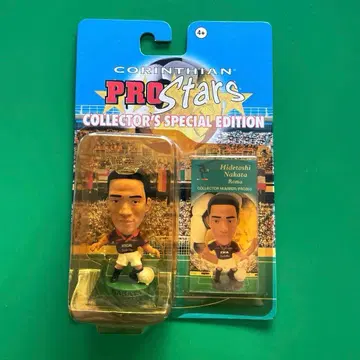 4+
CORINTHIAN®
PRO Stars
COLLECTOR'S SPECIAL EDITION
Hidetoshi
Nakata
Roma